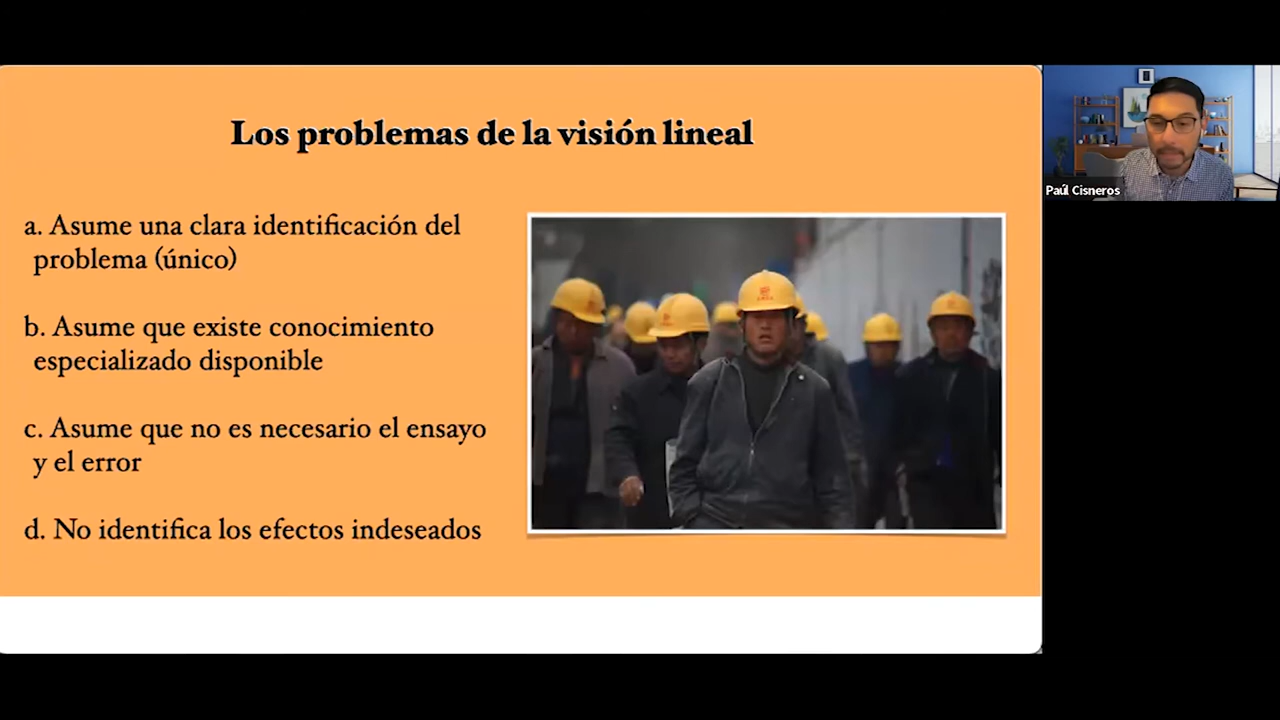 Los problemas de la visión lineal
a. Asume una clara identificación del
problema (único)
b. Asume que existe conocimiento
especializado disponible
c. Asume que no es necesario el ensayo
y el error
d. No identifica los efectos indeseados
Paúl Cisneros